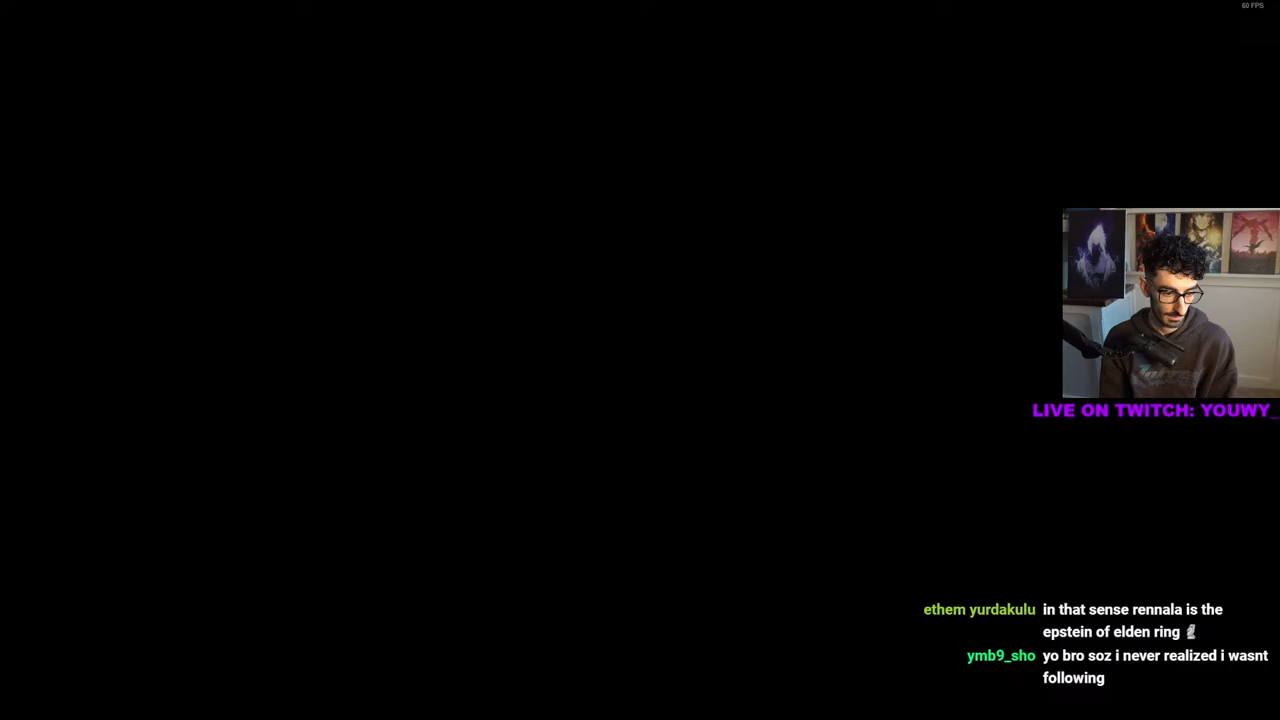 60 FPS
LIVE ON TWITCH: YOUWY_
ethem yurdakulu in that sense rennala is the
epstein of elden ring 🗿
ymb9_sho yo bro soz i never realized i wasnt
following